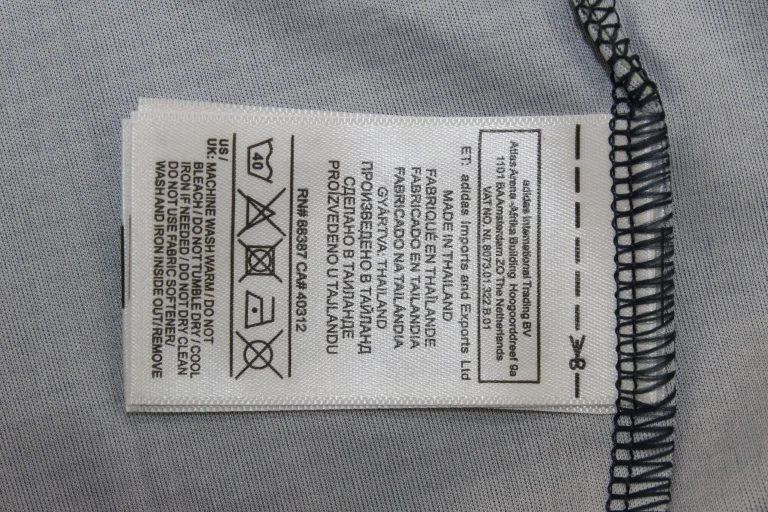 adidas International Trading BV
Atlas Arena -Afrika Building Hoogoorddreef 9a
1101 BA Amsterdam ZO The Netherlands
VAT NO. NL 8073.01.322.B.01
ET: adidas Imports and Exports Ltd
MADE IN THAILAND
FABRIQUÉ EN THAÏLANDE
FABRICADO EN TAILANDIA
FABRICADO NA TAILÂNDIA
GYÁRTVA: THAILAND
СДЕЛАНО В ТАИЛАНДЕ
ПРОИЗВЕДЕНО В ТАЙЛАНД
PROIZVEDENO U TAJLANDU
RN# 88387 CA# 40312
40
US /
UK: MACHINE WASH WARM / DO NOT
BLEACH / DO NOT TUMBLE DRY / COOL
IRON IF NEEDED / DO NOT DRY CLEAN
DO NOT USE FABRIC SOFTENER/
WASH AND IRON INSIDE OUT/REMOVE